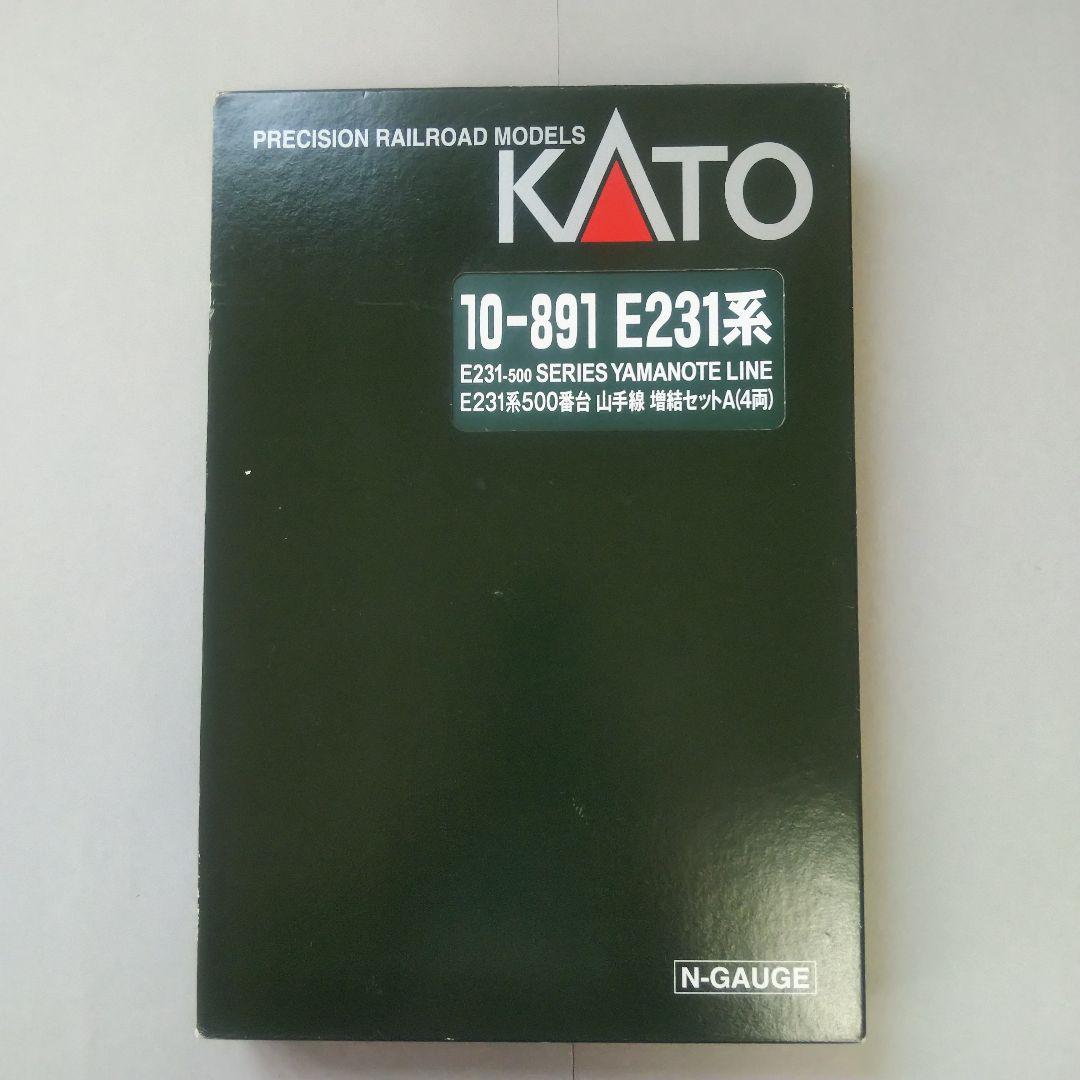 PRECISION RAILROAD MODELS
KATO
10-891 E231系
E231-500 SERIES YAMANOTE LINE
E231系500番台 山手線 増結セットA(4両)
N-GAUGE